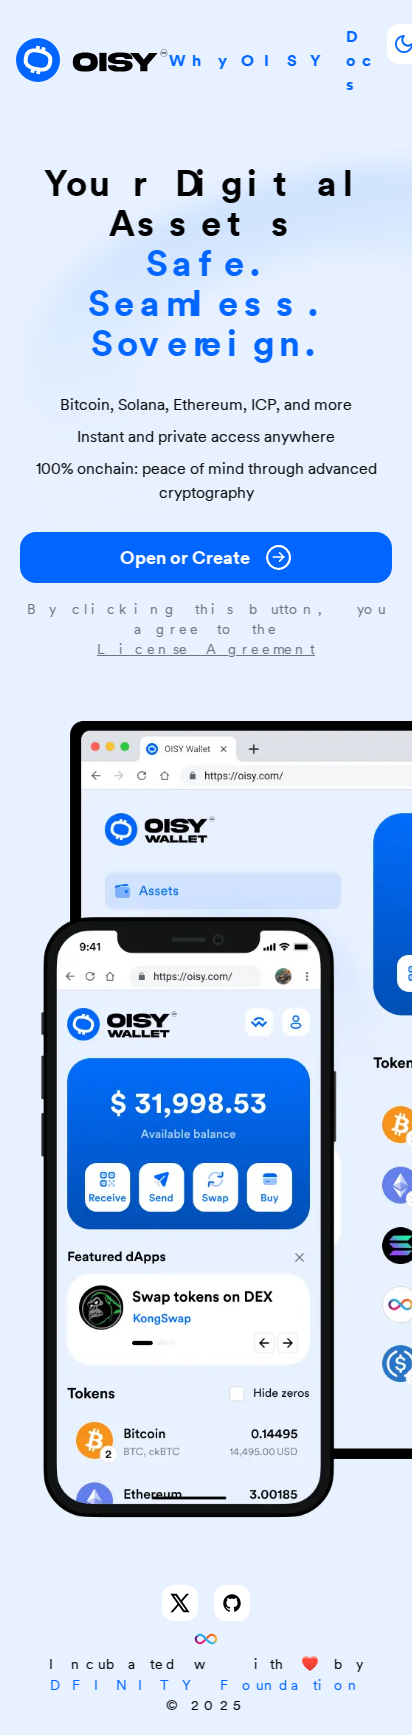 OISY
TM
Why OISY
Docs
Your Digital
Assets
Safe.
Seamless.
Sovereign.
Bitcoin, Solana, Ethereum, ICP, and more
Instant and private access anywhere
100% onchain: peace of mind through advanced
cryptography
Open or Create
By clicking this button, you
agree to the
License Agreement
OISY Wallet
https://oisy.com/
OISY
WALLET
TM
Assets
9:41
https://oisy.com/
OISY
WALLET
TM
$ 31,998.53
Available balance
Receive Send Swap Buy
Featured dApps
Swap tokens on DEX
KongSwap
Tokens
Hide zeros
Bitcoin 0.14495
BTC, ckBTC 14,495.00 USD
2
Ethereum 3.00185
Incubated with ❤️ by
DFINITY Foundation
© 2025